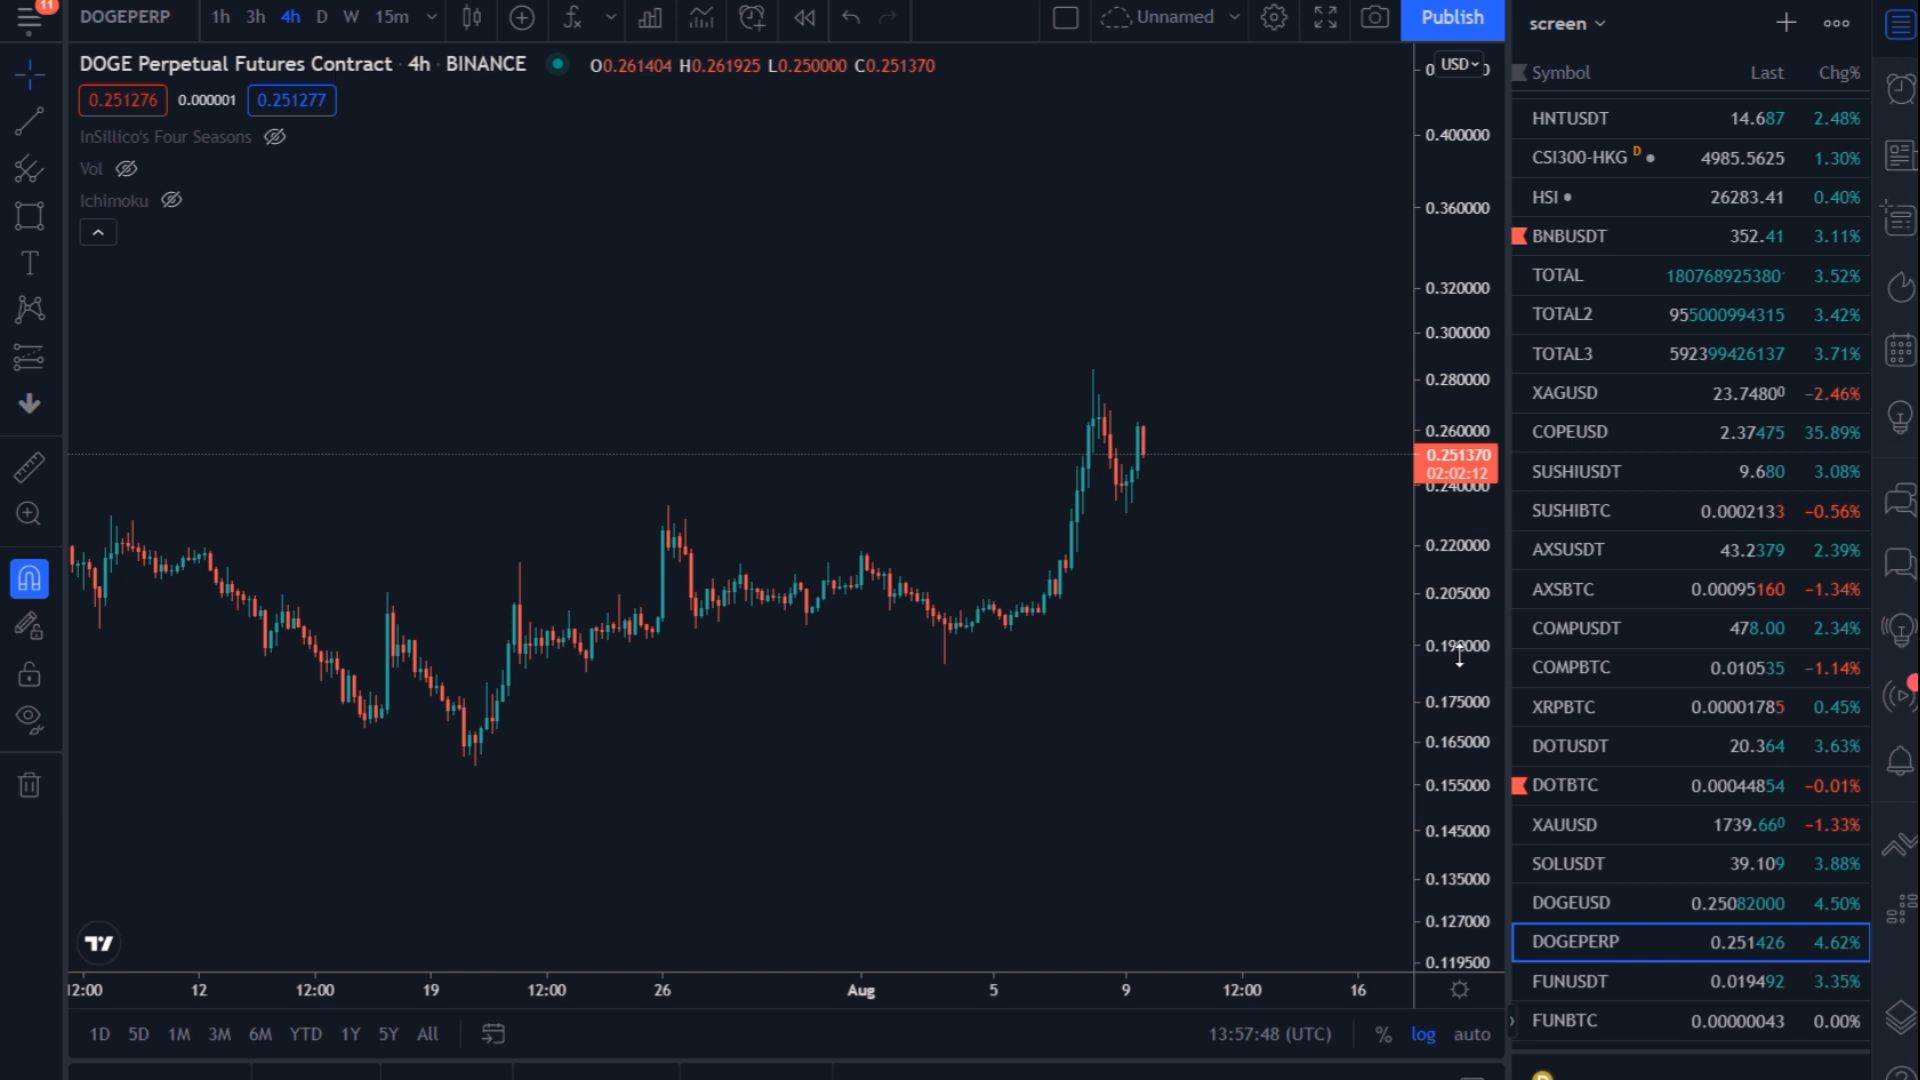 11
DOGEPERP 1h 3h 4h D W 15m Unnamed Publish
DOGE Perpetual Futures Contract · 4h · BINANCE O0.261404 H0.261925 L0.250000 C0.251370
0.251276 0.000001 0.251277
InSillico's Four Seasons
Vol
Ichimoku
USD
0.400000
0.360000
0.320000
0.300000
0.280000
0.260000
0.251370
02:02:12
0.240000
0.220000
0.205000
0.190000
0.175000
0.165000
0.155000
0.145000
0.135000
0.127000
0.119500
12:00 12 12:00 19 12:00 26 Aug 5 9 12:00 16
1D 5D 1M 3M 6M YTD 1Y 5Y All 13:57:48 (UTC) % log auto
screen
Symbol Last Chg%
HNTUSDT 14.687 2.48%
CSI300-HKG D 4985.5625 1.30%
HSI 26283.41 0.40%
BNBUSDT 352.41 3.11%
TOTAL 180768925380 3.52%
TOTAL2 955000994315 3.42%
TOTAL3 592399426137 3.71%
XAGUSD 23.74800 −2.46%
COPEUSD 2.37475 35.89%
SUSHIUSDT 9.680 3.08%
SUSHIBTC 0.0002133 −0.56%
AXSUSDT 43.2379 2.39%
AXSBTC 0.00095160 −1.34%
COMPUSDT 478.00 2.34%
COMPBTC 0.010535 −1.14%
XRPBTC 0.00001785 0.45%
DOTUSDT 20.364 3.63%
DOTBTC 0.00044854 −0.01%
XAUUSD 1739.660 −1.33%
SOLUSDT 39.109 3.88%
DOGEUSD 0.25082000 4.50%
DOGEPERP 0.251426 4.62%
FUNUSDT 0.019492 3.35%
FUNBTC 0.00000043 0.00%